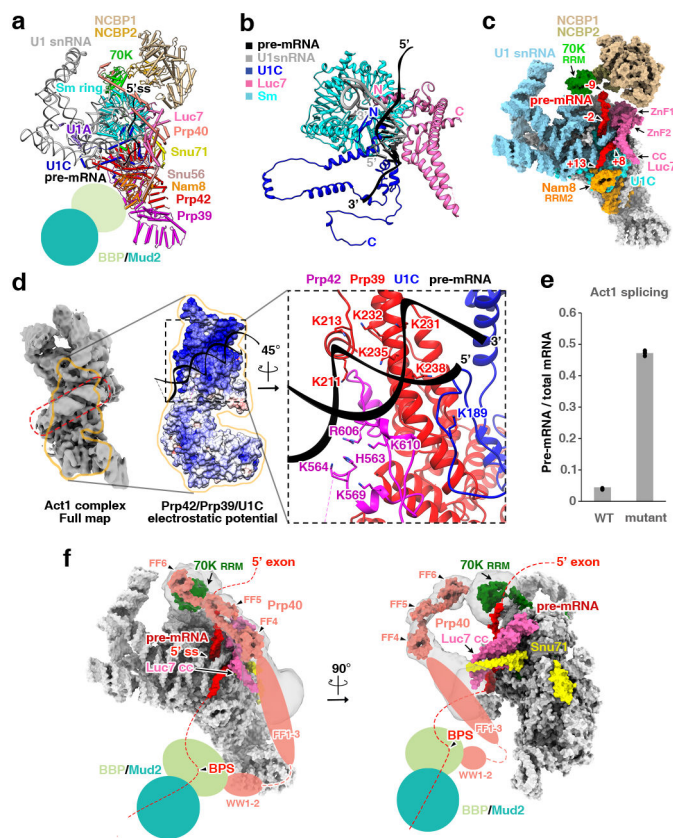 a
NCBP1
NCBP2
U1 snRNA
70K
Sm ring
5'ss
Luc7
U1A
Prp40
Snu71
U1C
Snu56
pre-mRNA
Nam8
Prp42
Prp39
BBP/Mud2
b
pre-mRNA
U1snRNA
U1C
Luc7
Sm
5'
N
C
3'
N
5'
3'
C
c
NCBP1
NCBP2
U1 snRNA
70K
RRM
-9
pre-mRNA
ZnF1
-2
ZnF2
+13
+8
CC
Luc7
U1C
Nam8
RRM2
d
Act1 complex
Full map
45°
Prp42/Prp39/U1C
electrostatic potential
Prp42 Prp39 U1C pre-mRNA
K232
K213
K231
3'
K235
5'
K238
K211
K189
R606
K610
K564
H563
K569
e
Act1 splicing
Pre-mRNA / total mRNA
0.6
0.5
0.4
0.3
0.2
0.1
0
WT mutant
f
FF6
70K RRM
5' exon
FF5
Prp40
FF4
pre-mRNA
5' ss
Luc7 cc
FF1-3
BBP/Mud2
BPS
WW1-2
90°
70K RRM
5' exon
FF6
pre-mRNA
FF5
Prp40
Luc7 cc
Snu71
FF4
FF1-3
BPS
WW1-2
BBP/Mud2